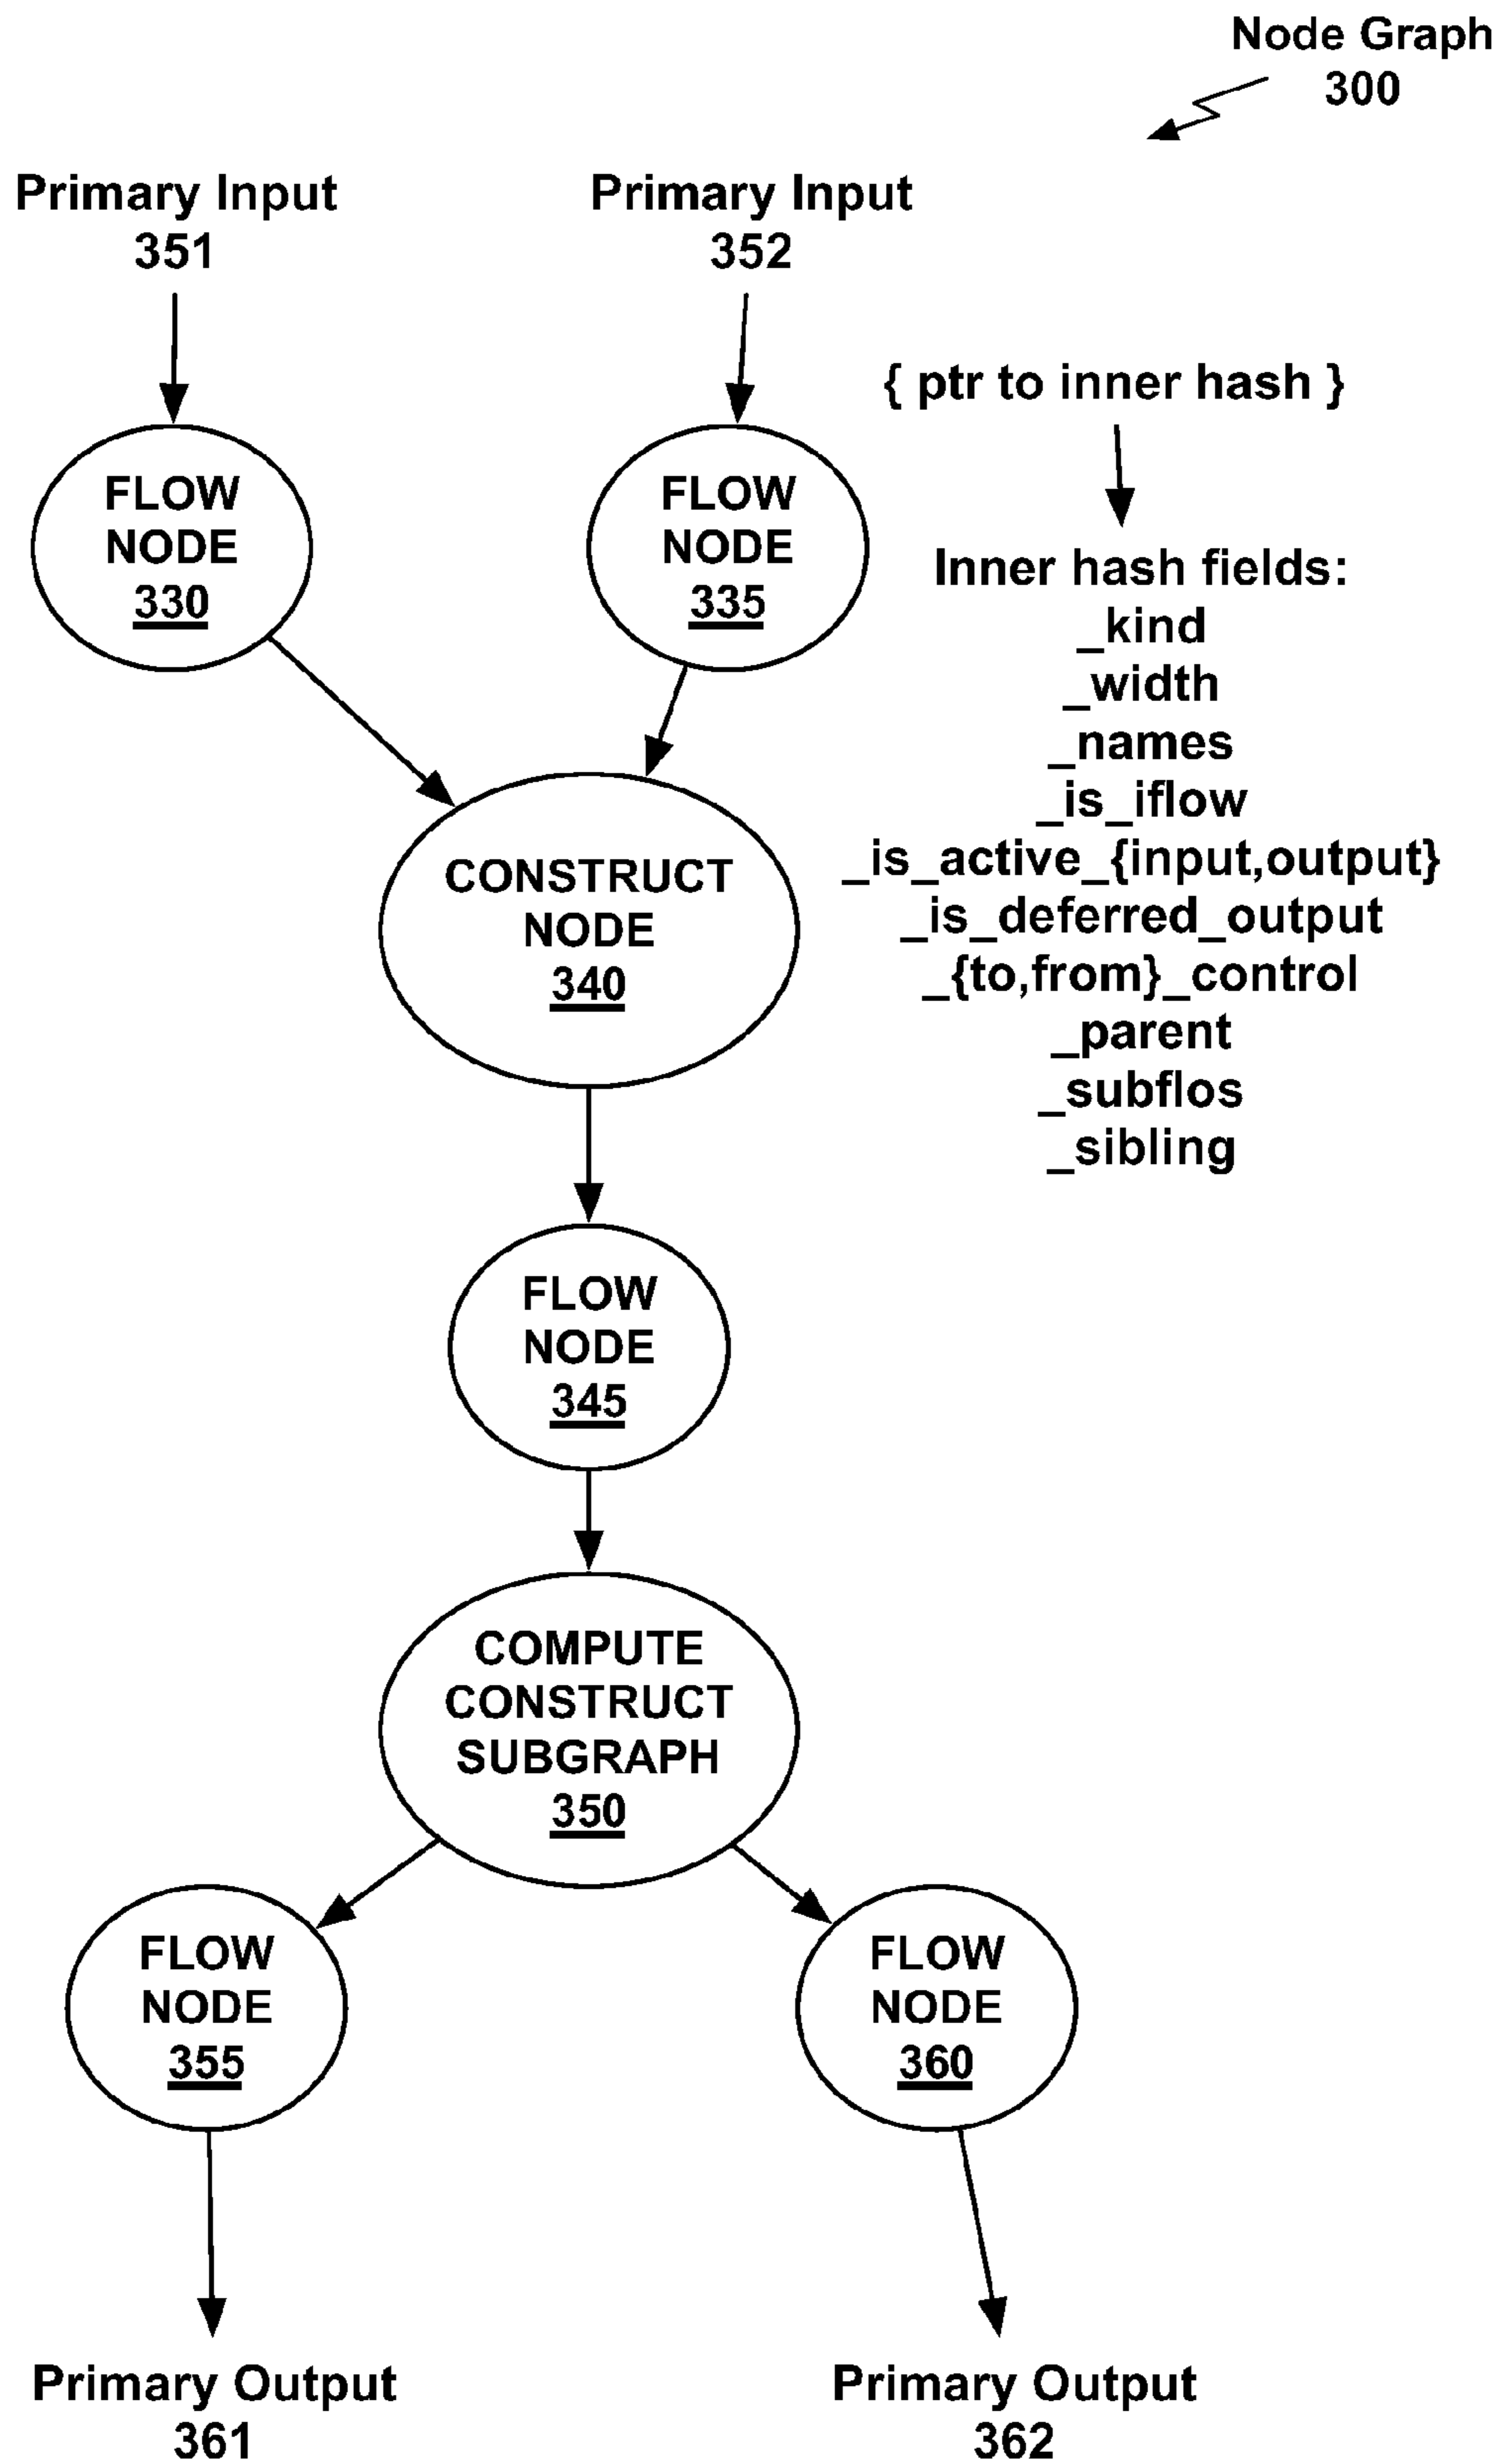 Node Graph
300
Primary Input
351
Primary Input
352
{ ptr to inner hash }
FLOW
NODE
330
FLOW
NODE
335
Inner hash fields:
_kind
_width
_names
_is_iflow
_is_active_{input,output}
_is_deferred_output
_{to,from}_control
_parent
_subflos
_sibling
CONSTRUCT
NODE
340
FLOW
NODE
345
COMPUTE
CONSTRUCT
SUBGRAPH
350
FLOW
NODE
355
FLOW
NODE
360
Primary Output
361
Primary Output
362